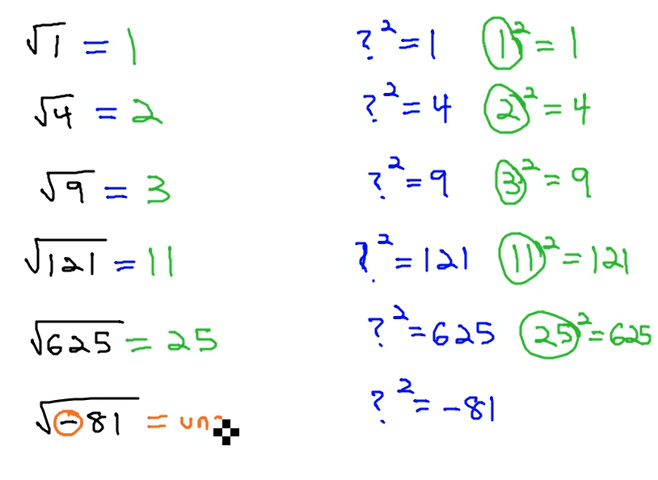 √1 = 1 ?² = 1 1² = 1
√4 = 2 ?² = 4 2² = 4
√9 = 3 ?² = 9 3² = 9
√121 = 11 ?² = 121 11² = 121
√625 = 25 ?² = 625 25² = 625
√-81 = un ?² = -81